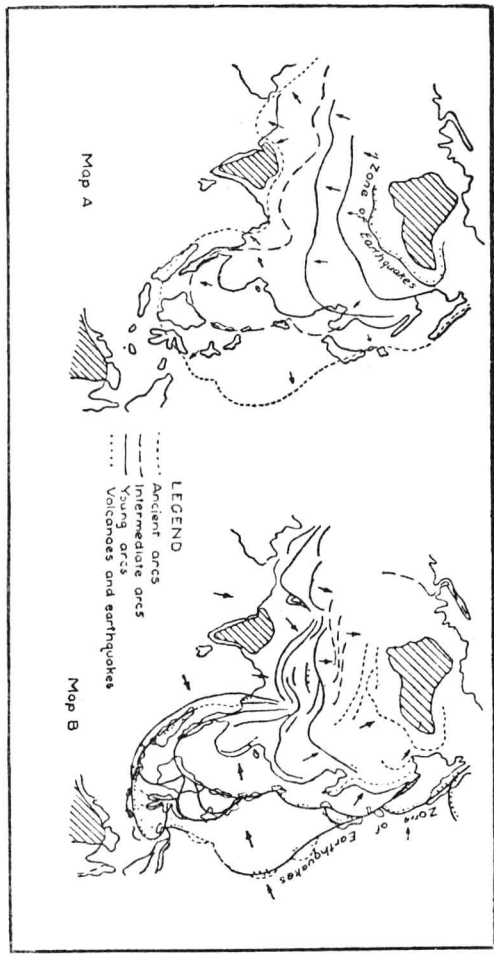 Map A
Zone of Earthquakes
LEGEND
Ancient arcs
Intermediate arcs
Young arcs
Volcanoes and earthquakes
Map B
Zone of Earthquakes